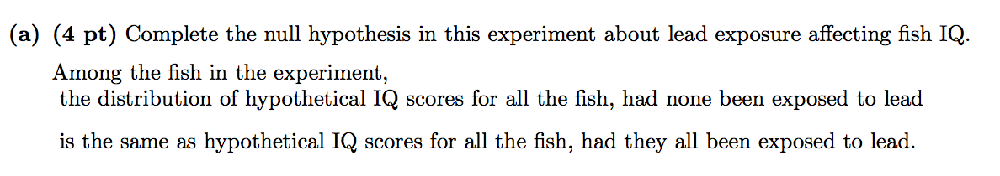 (a) (4 pt) Complete the null hypothesis in this experiment about lead exposure affecting fish IQ.
Among the fish in the experiment,
the distribution of hypothetical IQ scores for all the fish, had none been exposed to lead
is the same as hypothetical IQ scores for all the fish, had they all been exposed to lead.